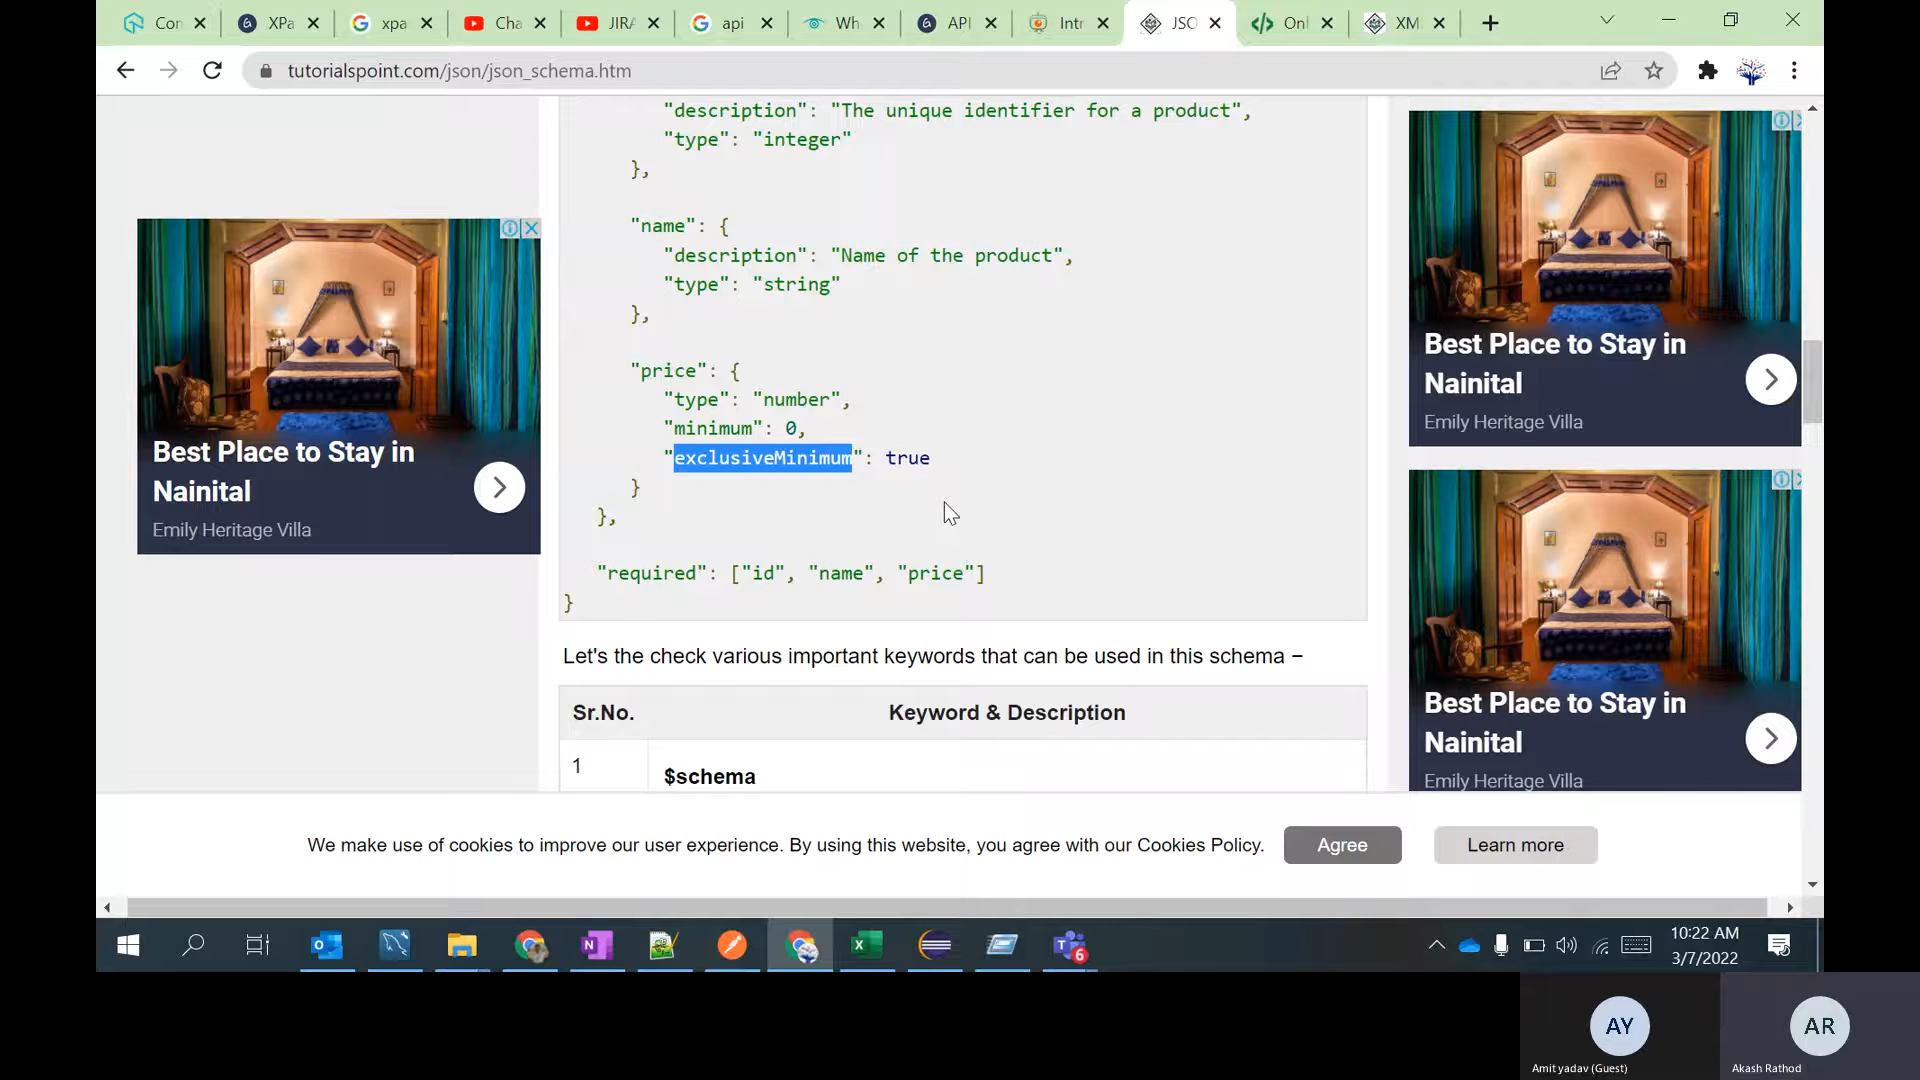 Con
XPa
xpa
Cha
JIRA
api
Wh
API
Intr
JSO
Onl
XM
tutorialspoint.com/json/json_schema.htm
"description": "The unique identifier for a product",
"type": "integer"
},
"name": {
"description": "Name of the product",
"type": "string"
},
"price": {
"type": "number",
"minimum": 0,
"exclusiveMinimum": true
}
},
"required": ["id", "name", "price"]
}
Let's the check various important keywords that can be used in this schema −
Sr.No.
Keyword & Description
1
$schema
Best Place to Stay in
Nainital
Emily Heritage Villa
Best Place to Stay in
Nainital
Emily Heritage Villa
Best Place to Stay in
Nainital
Emily Heritage Villa
We make use of cookies to improve our user experience. By using this website, you agree with our Cookies Policy.
Agree
Learn more
10:22 AM
3/7/2022
6
AY
AR
Amit yadav (Guest)
Akash Rathod